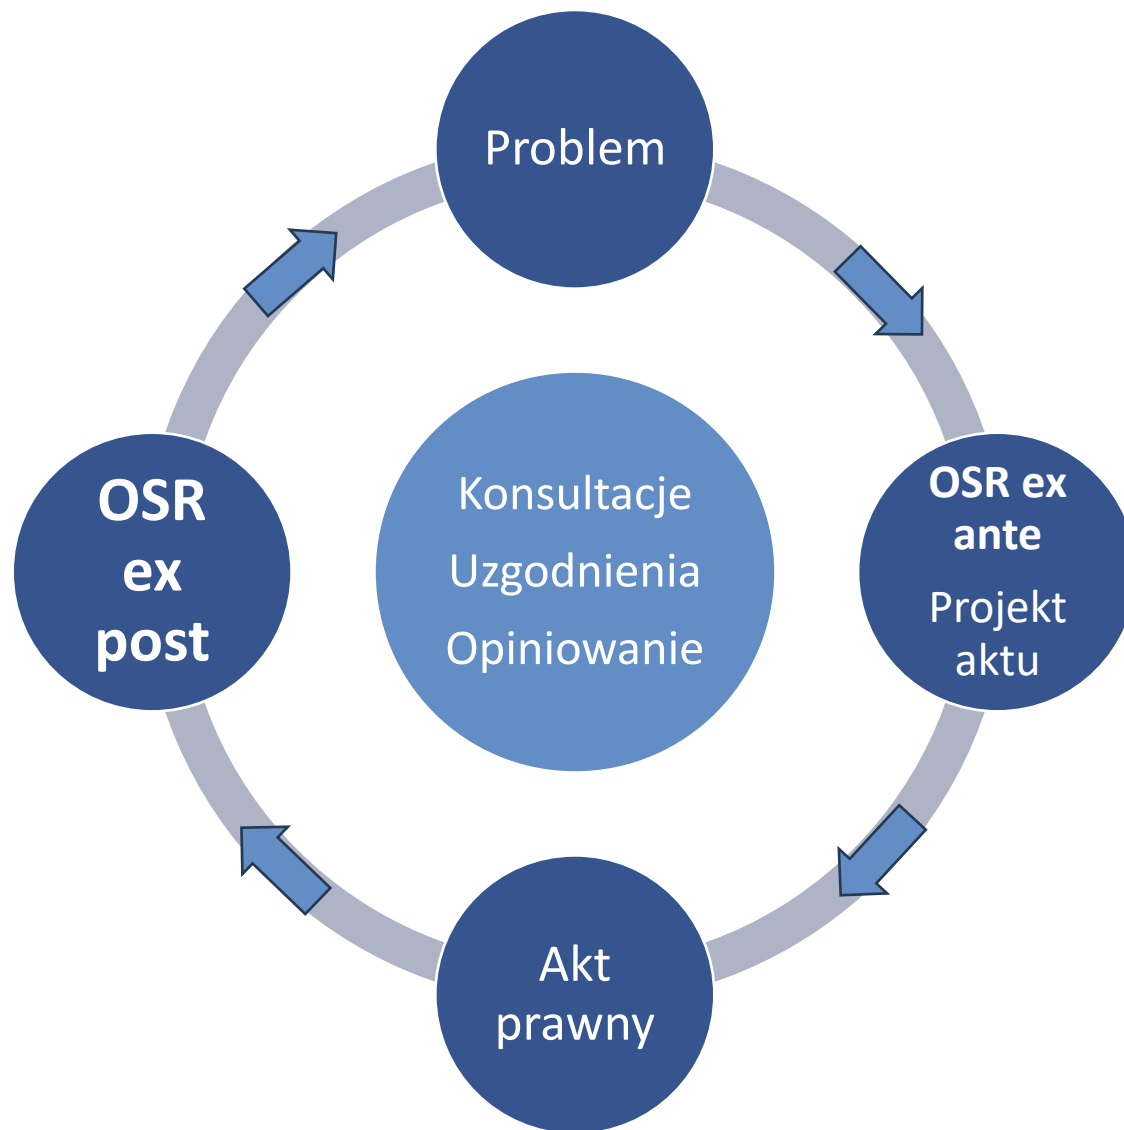 Problem
OSR ex
ante
Projekt
aktu
Akt
prawny
OSR
ex
post
Konsultacje
Uzgodnienia
Opiniowanie